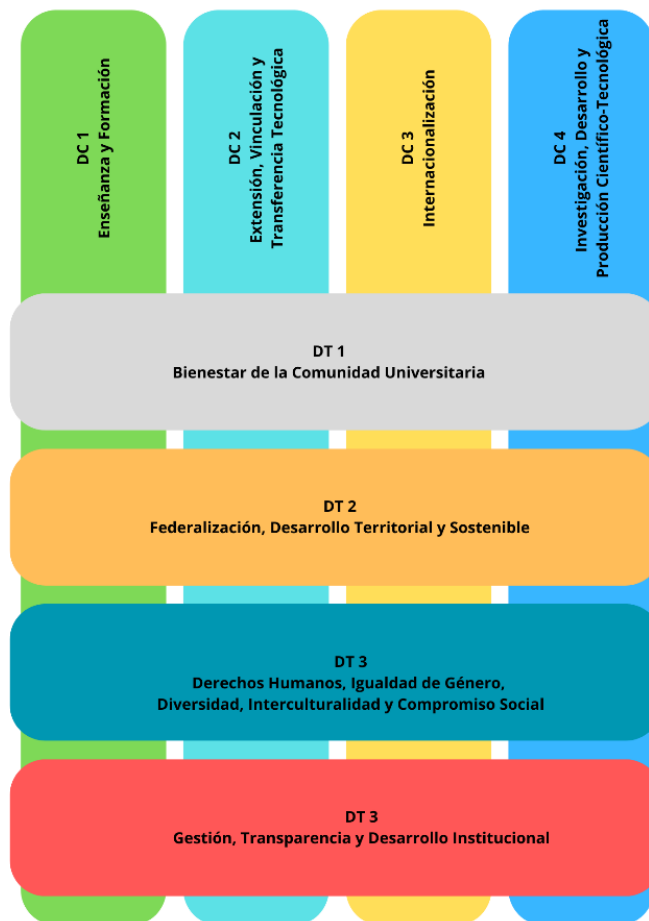 DC 1
Enseñanza y Formación
DC 2
Extensión, Vinculación y
Transferencia Tecnológica
DC 3
Internacionalización
DC 4
Investigación, Desarrollo y
Producción Científico-Tecnológica
DT 1
Bienestar de la Comunidad Universitaria
DT 2
Federalización, Desarrollo Territorial y Sostenible
DT 3
Derechos Humanos, Igualdad de Género,
Diversidad, Interculturalidad y Compromiso Social
DT 3
Gestión, Transparencia y Desarrollo Institucional